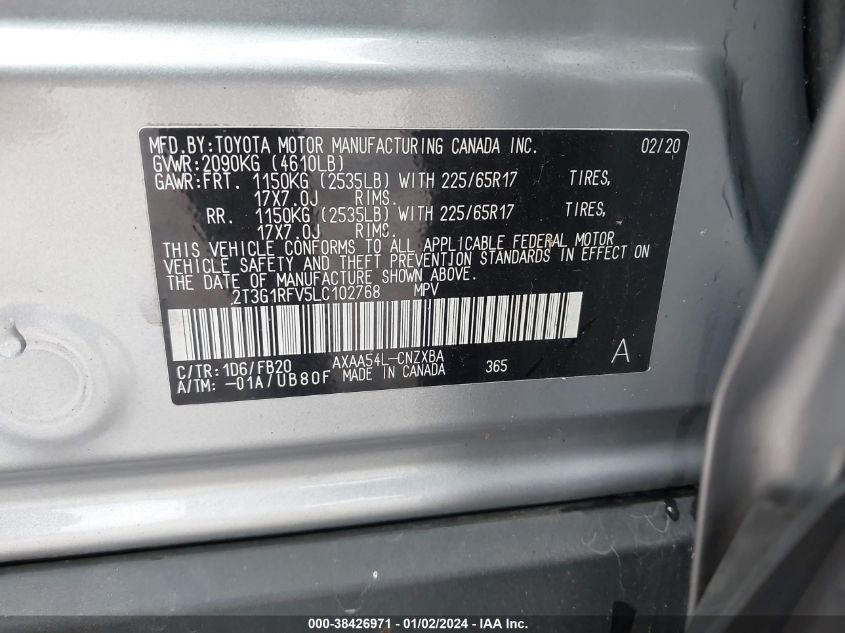 MFD.BY:TOYOTA MOTOR MANUFACTURING CANADA INC. 02/20
GVWR:2090KG (4610LB)
GAWR:FRT. 1150KG (2535LB) WITH 225/65R17 TIRES,
17X7.0J RIMS.
RR. 1150KG (2535LB) WITH 225/65R17 TIRES,
17X7.0J RIMS.
THIS VEHICLE CONFORMS TO ALL APPLICABLE FEDERAL MOTOR
VEHICLE SAFETY AND THEFT PREVENTION STANDARDS IN EFFECT ON
THE DATE OF MANUFACTURE SHOWN ABOVE.
2T3G1RFV5LC102768 MPV
C/TR:1D6/FB20 AXAA54L-CNZXBA 365 A
A/TM: -01A/UB80F MADE IN CANADA
000-38426971 - 01/02/2024 - IAAI.com